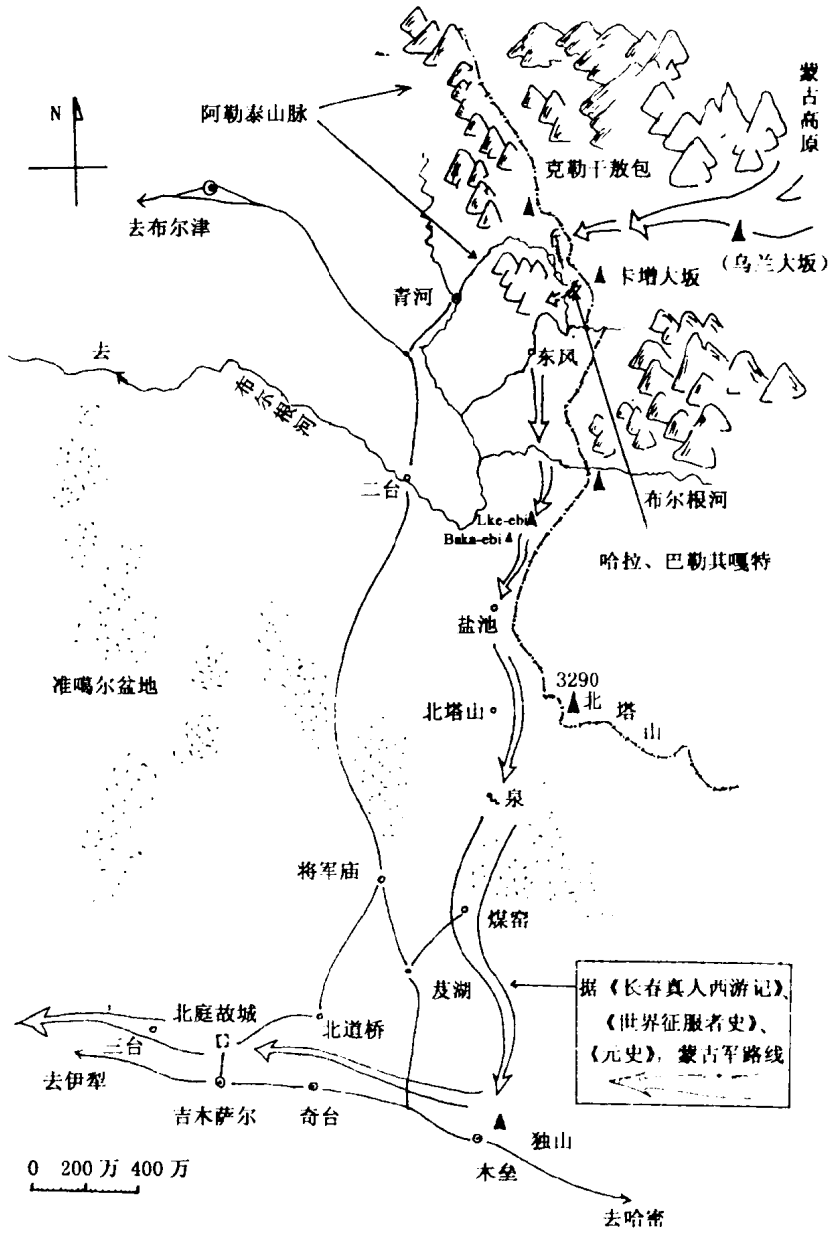 蒙古高原
N
阿勒泰山脉
克勒干敖包
去布尔津
(乌兰大坂)
卡增大坂
青河
去
东风
布尔根河
二台
布尔根河
Lke-ebi
Baka-ebi
哈拉、巴勒其嘎特
盐池
准噶尔盆地
3290
北塔山
北塔山
泉
将军庙
煤窑
芨湖
据《长春真人西游记》、
《世界征服者史》、
《元史》,蒙古军路线
北庭故城
北道桥
三台
去伊犁
吉木萨尔
奇台
独山
木垒
0 200万 400万
去哈密